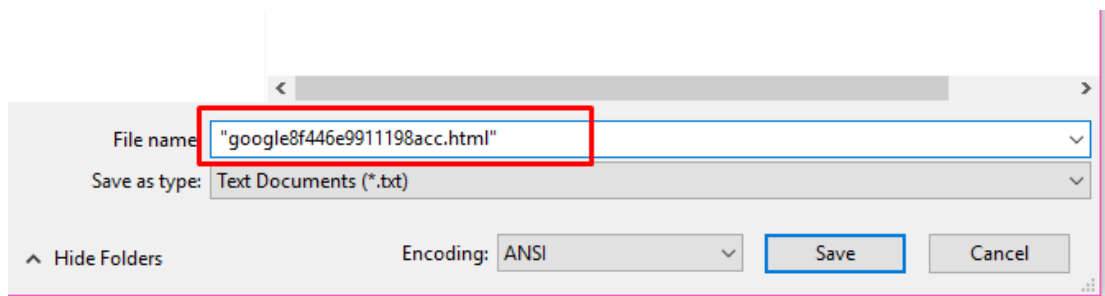 File name: "google8f446e9911198acc.html"
Save as type: Text Documents (*.txt)
Hide Folders Encoding: ANSI Save Cancel